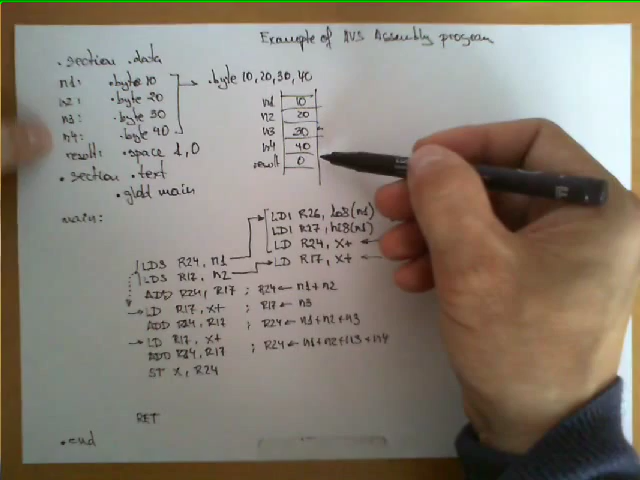 Example of AVS Assembly program
.section .data
n1: .byte 10
n2: .byte 20
n3: .byte 30
n4: .byte 40
.byte 10,20,30,40
result: .space 1,0
n1 10
n2 20
n3 30
n4 40
result 0
.section .text
.globl main
main:
LDI R26, lo8(n1)
LDI R27, hi8(n1)
LD R24, X+
LD R17, X+
LDS R24, n1
LDS R17, n2
ADD R24, R17 ; R24 ← n1+n2
LD R17, X+ ; R17 ← n3
ADD R24, R17 ; R24 ← n1+n2+n3
LD R17, X+
ADD R24, R17 ; R24 ← n1+n2+n3+n4
ST X, R24
RET
.end